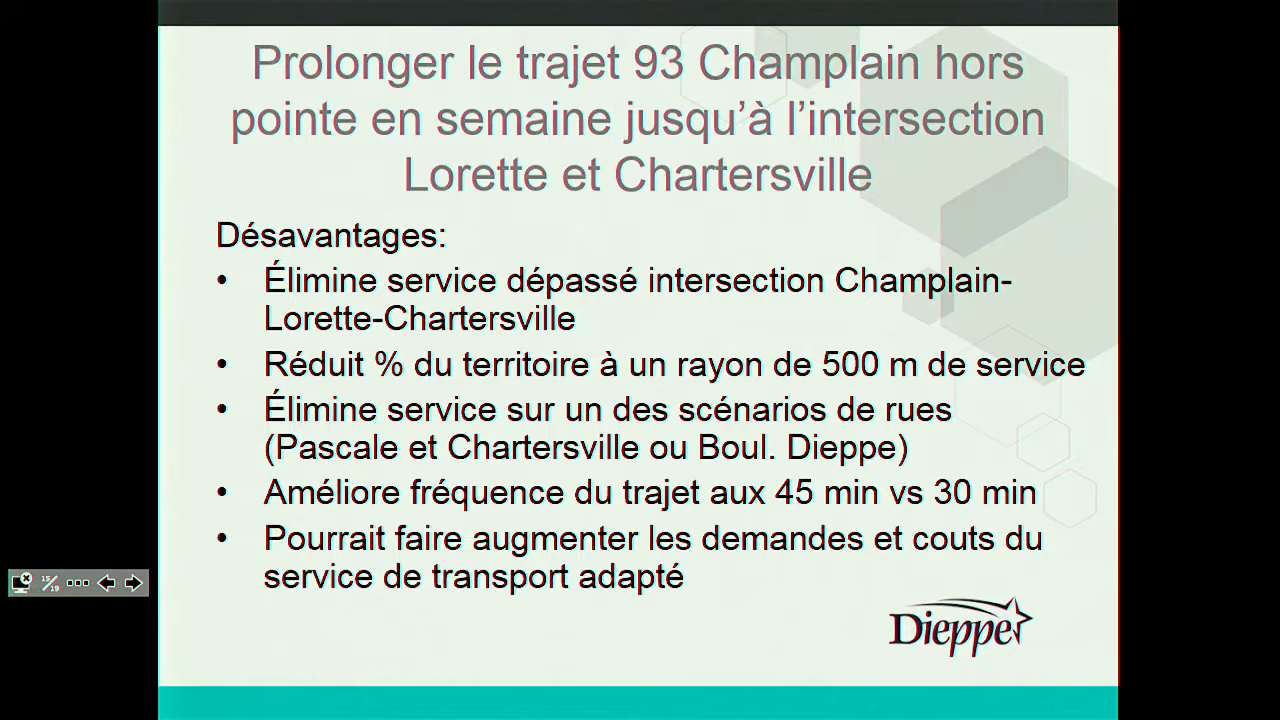 Prolonger le trajet 93 Champlain hors
pointe en semaine jusqu’à l’intersection
Lorette et Chartersville
Désavantages:
• Élimine service dépassé intersection Champlain-
Lorette-Chartersville
• Réduit % du territoire à un rayon de 500 m de service
• Élimine service sur un des scénarios de rues
(Pascale et Chartersville ou Boul. Dieppe)
• Améliore fréquence du trajet aux 45 min vs 30 min
• Pourrait faire augmenter les demandes et couts du
service de transport adapté
15/19
Dieppe